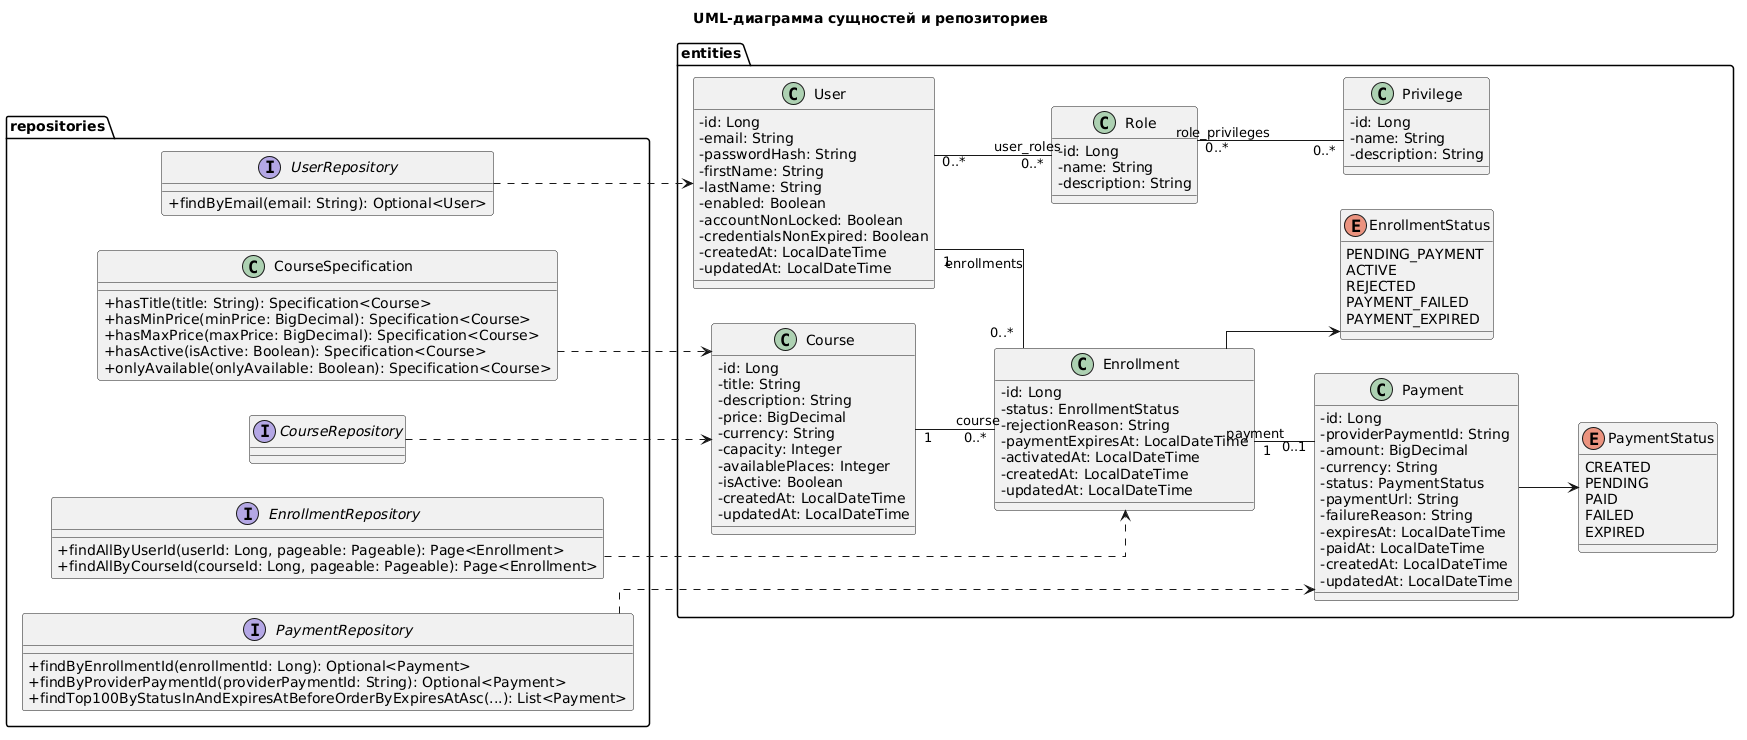 UML-диаграмма сущностей и репозиториев
repositories
I UserRepository
+findByEmail(email: String): Optional<User>
C CourseSpecification
+hasTitle(title: String): Specification<Course>
+hasMinPrice(minPrice: BigDecimal): Specification<Course>
+hasMaxPrice(maxPrice: BigDecimal): Specification<Course>
+hasActive(isActive: Boolean): Specification<Course>
+onlyAvailable(onlyAvailable: Boolean): Specification<Course>
I CourseRepository
I EnrollmentRepository
+findAllByUserId(userId: Long, pageable: Pageable): Page<Enrollment>
+findAllByCourseId(courseId: Long, pageable: Pageable): Page<Enrollment>
I PaymentRepository
+findByEnrollmentId(enrollmentId: Long): Optional<Payment>
+findByProviderPaymentId(providerPaymentId: String): Optional<Payment>
+findTop100ByStatusInAndExpiresAtBeforeOrderByExpiresAtAsc(...): List<Payment>
entities
C User
-id: Long
-email: String
-passwordHash: String
-firstName: String
-lastName: String
-enabled: Boolean
-accountNonLocked: Boolean
-credentialsNonExpired: Boolean
-createdAt: LocalDateTime
-updatedAt: LocalDateTime
user_roles
0..*
0..*
C Role
-id: Long
-name: String
-description: String
role_privileges
0..*
0..*
C Privilege
-id: Long
-name: String
-description: String
1
enrollments
0..*
C Course
-id: Long
-title: String
-description: String
-price: BigDecimal
-currency: String
-capacity: Integer
-availablePlaces: Integer
-isActive: Boolean
-createdAt: LocalDateTime
-updatedAt: LocalDateTime
course
1
0..*
C Enrollment
-id: Long
-status: EnrollmentStatus
-rejectionReason: String
-paymentExpiresAt: LocalDateTime
-activatedAt: LocalDateTime
-createdAt: LocalDateTime
-updatedAt: LocalDateTime
payment
1
0..1
E EnrollmentStatus
PENDING_PAYMENT
ACTIVE
REJECTED
PAYMENT_FAILED
PAYMENT_EXPIRED
C Payment
-id: Long
-providerPaymentId: String
-amount: BigDecimal
-currency: String
-status: PaymentStatus
-paymentUrl: String
-failureReason: String
-expiresAt: LocalDateTime
-paidAt: LocalDateTime
-createdAt: LocalDateTime
-updatedAt: LocalDateTime
E PaymentStatus
CREATED
PENDING
PAID
FAILED
EXPIRED